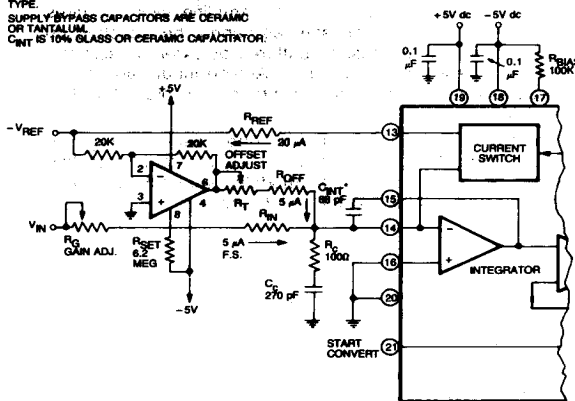 TYPE.
SUPPLY BYPASS CAPACITORS ARE CERAMIC
OR TANTALUM.
CINT IS 10% GLASS OR CERAMIC CAPACITATOR.
+5V dc
-5V dc
0.1
µF
0.1
µF
RBIAS
100K
19
18
17
+5V
-VREF
RREF
20 µA
13
CURRENT
SWITCH
20K
20K
OFFSET
ADJUST
2
7
6
3
4
8
-
+
RT
ROFF
5 µA
CINT*
68 pF
15
VIN
RG
GAIN ADJ.
RSET
6.2
MEG
RIN
5 µA
F.S.
14
RC
100Ω
CC
270 pF
16
-
+
INTEGRATOR
20
-5V
START
CONVERT
21